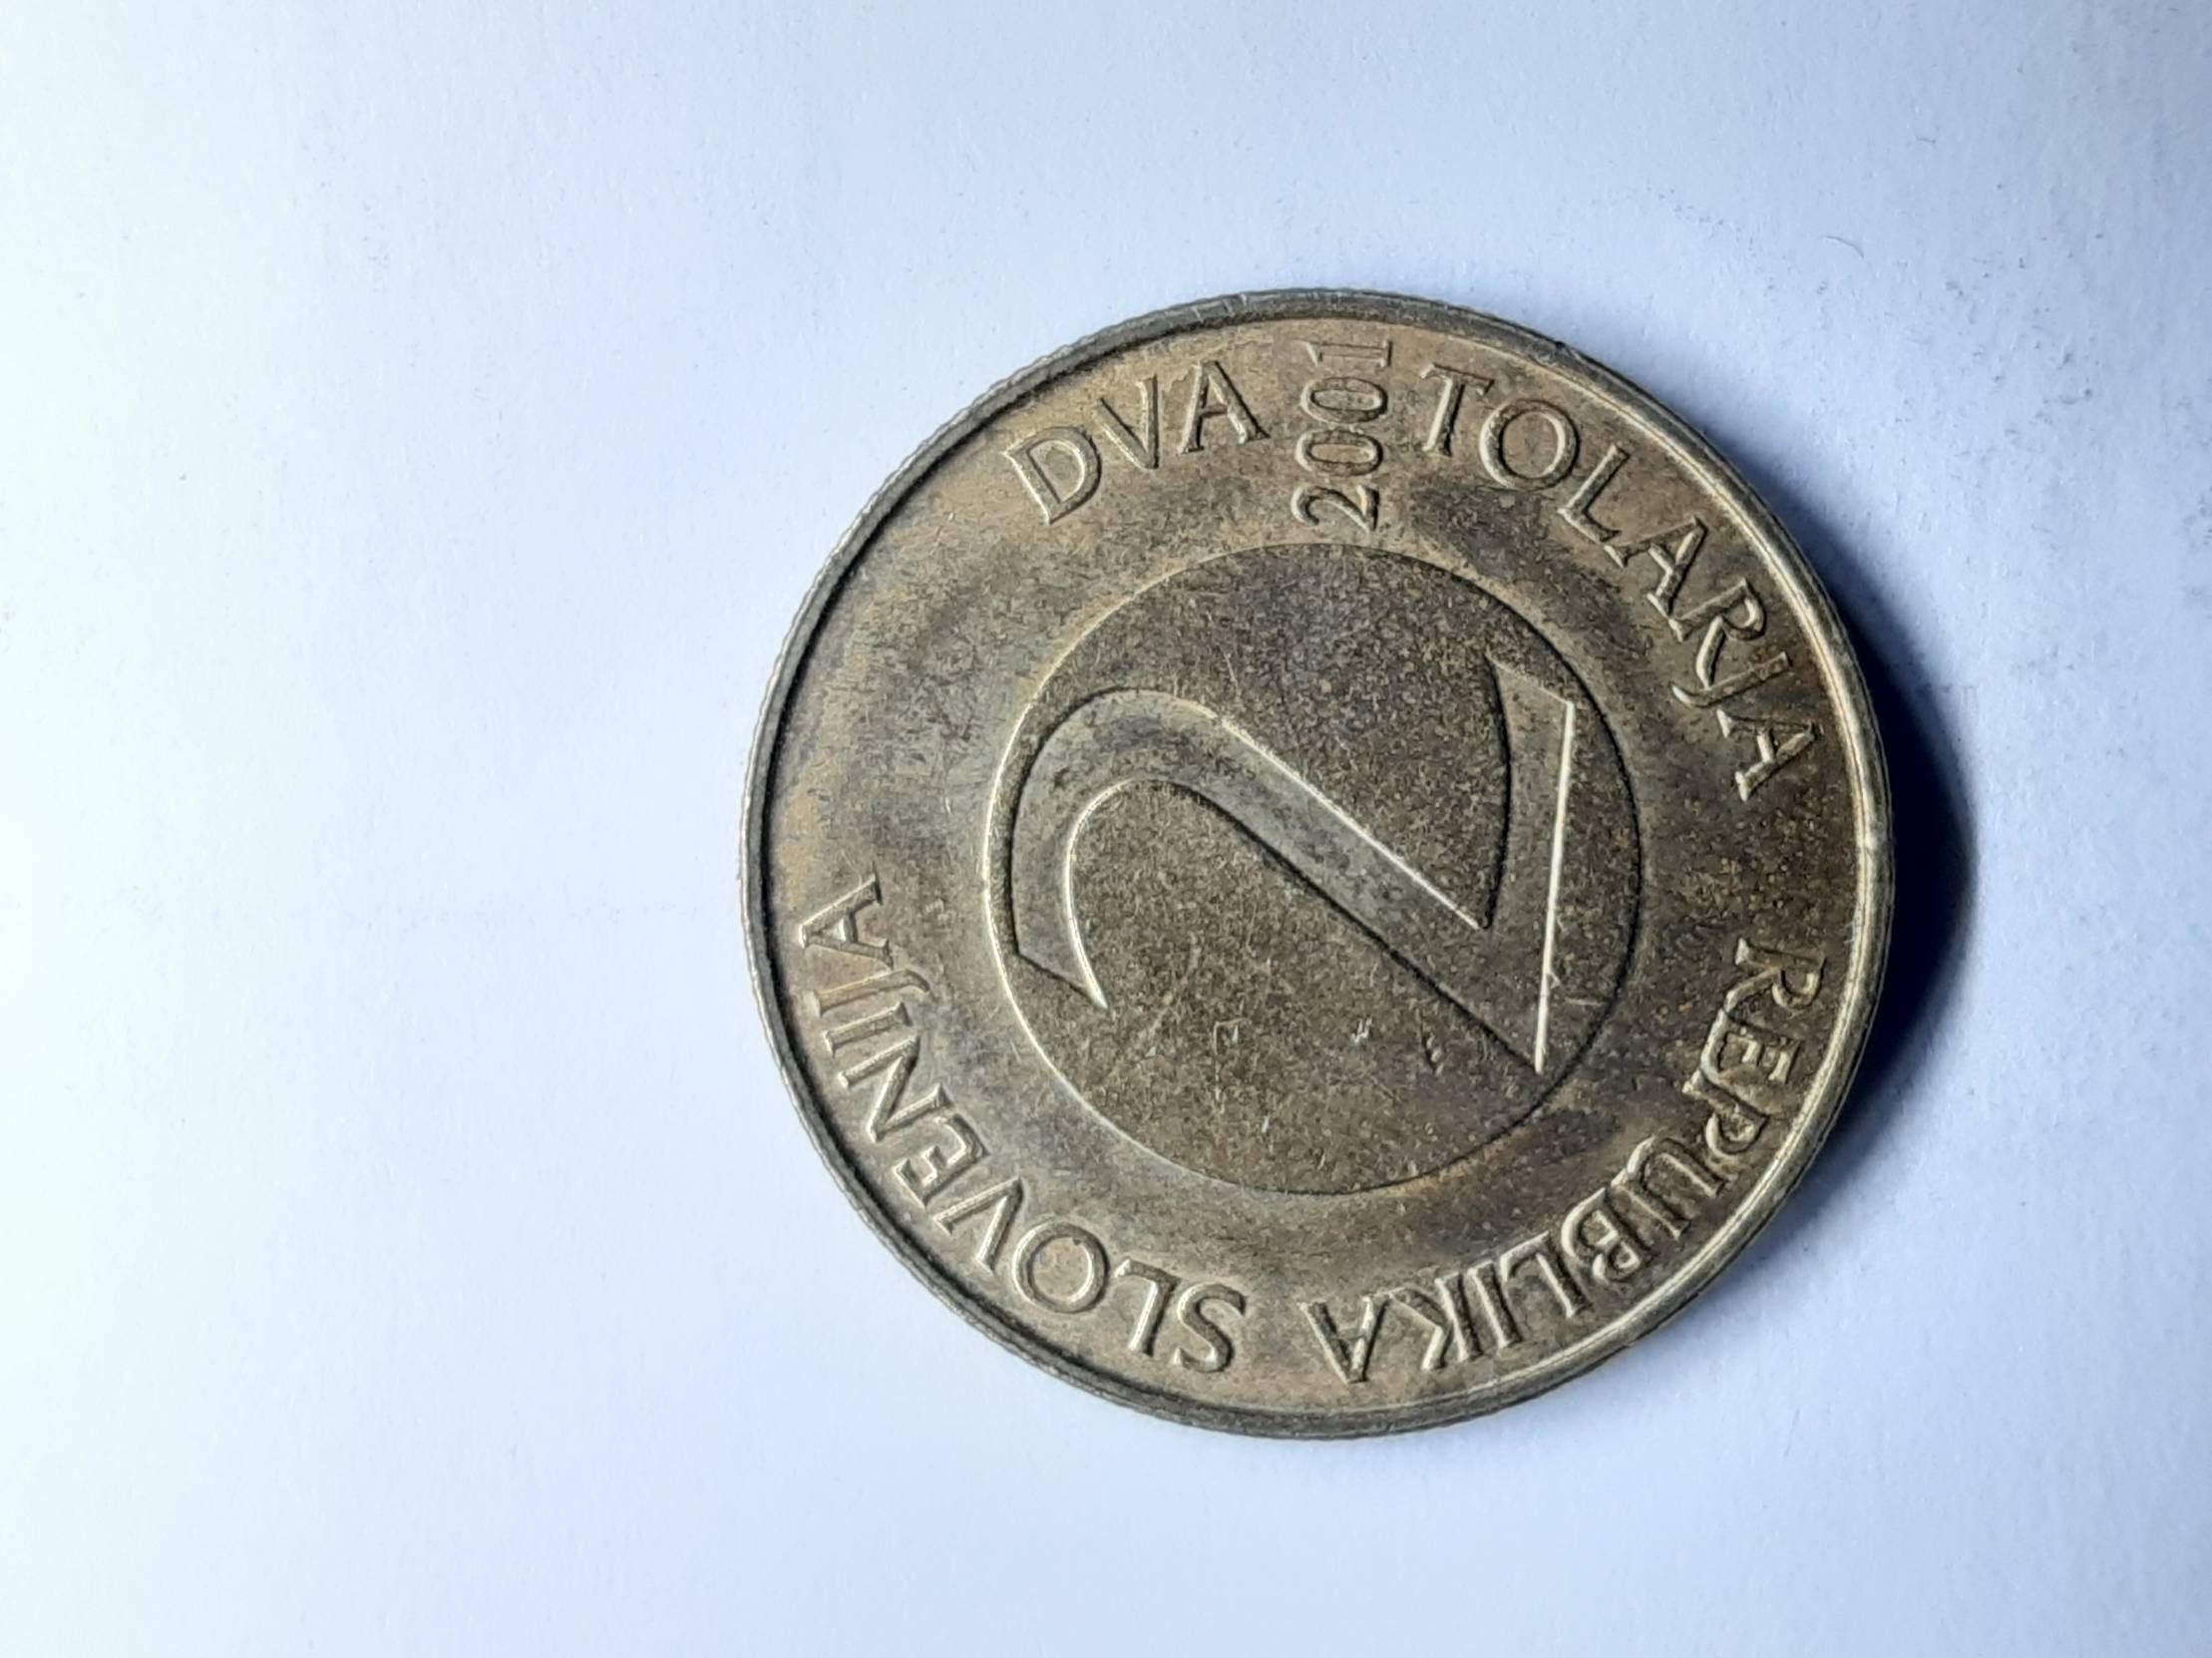 DVA TOLARJA
2001
2
REPUBLIKA SLOVENIJA